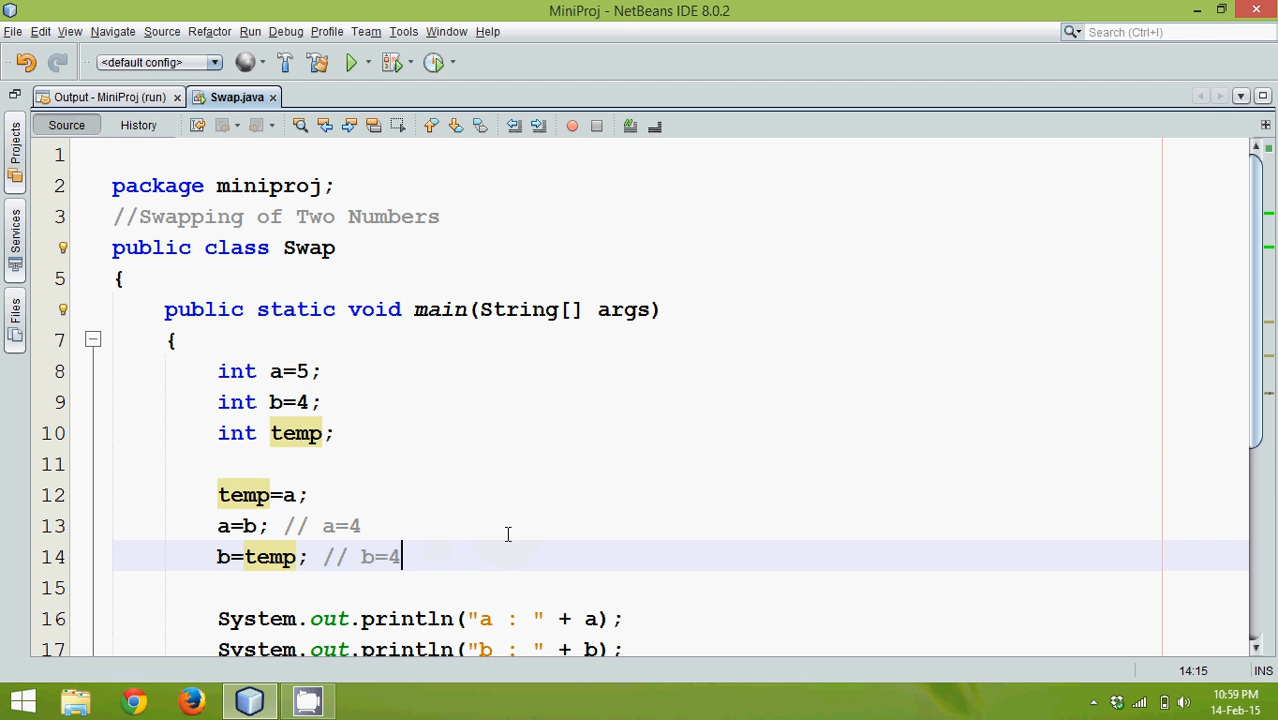 MiniProj - NetBeans IDE 8.0.2
File Edit View Navigate Source Refactor Run Debug Profile Team Tools Window Help
Search (Ctrl+I)
<default config>
Output - MiniProj (run) Swap.java
Source History
Projects
Services
Files
1
2 package miniproj;
3 //Swapping of Two Numbers
public class Swap
5 {
public static void main(String[] args)
7 {
8 int a=5;
9 int b=4;
10 int temp;
11
12 temp=a;
13 a=b; // a=4
14 b=temp; // b=4
15
16 System.out.println("a : " + a);
17 System.out.println("b : " + b);
14:15 INS
10:59 PM
14-Feb-15